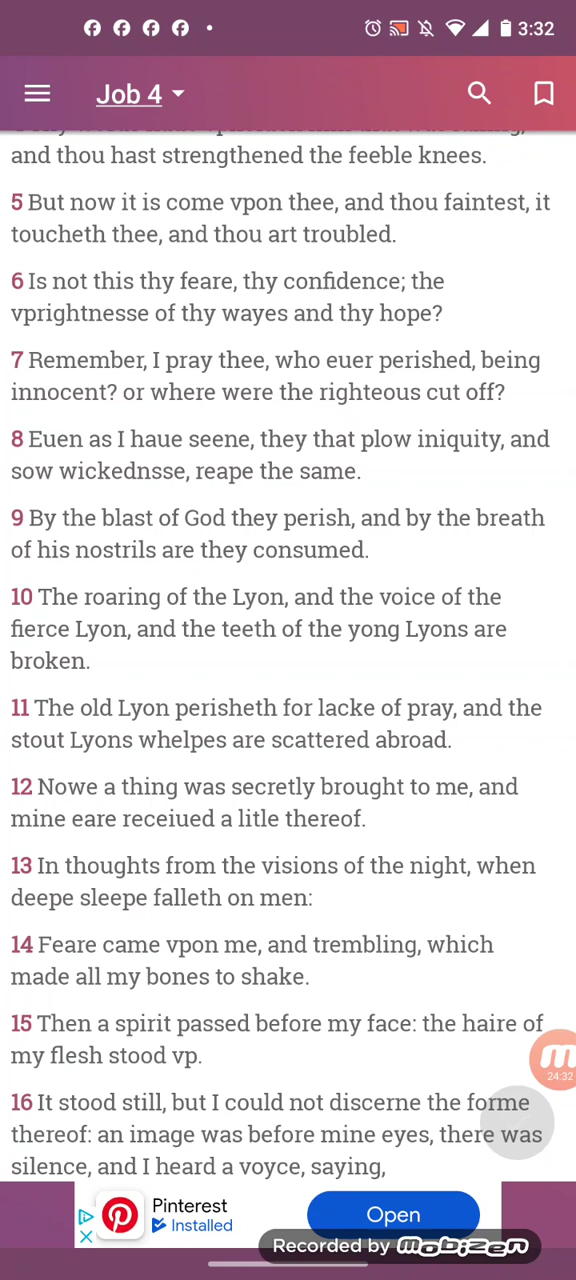 3:32
Job 4
and thou hast strengthened the feeble knees.
5 But now it is come vpon thee, and thou faintest, it
toucheth thee, and thou art troubled.
6 Is not this thy feare, thy confidence; the
vprightnesse of thy wayes and thy hope?
7 Remember, I pray thee, who euer perished, being
innocent? or where were the righteous cut off?
8 Euen as I haue seene, they that plow iniquity, and
sow wickednsse, reape the same.
9 By the blast of God they perish, and by the breath
of his nostrils are they consumed.
10 The roaring of the Lyon, and the voice of the
fierce Lyon, and the teeth of the yong Lyons are
broken.
11 The old Lyon perisheth for lacke of pray, and the
stout Lyons whelpes are scattered abroad.
12 Nowe a thing was secretly brought to me, and
mine eare receiued a litle thereof.
13 In thoughts from the visions of the night, when
deepe sleepe falleth on men:
14 Feare came vpon me, and trembling, which
made all my bones to shake.
15 Then a spirit passed before my face: the haire of
my flesh stood vp.
24:32
16 It stood still, but I could not discerne the forme
thereof: an image was before mine eyes, there was
silence, and I heard a voyce, saying,
Pinterest
Installed
Open
Recorded by mobizen